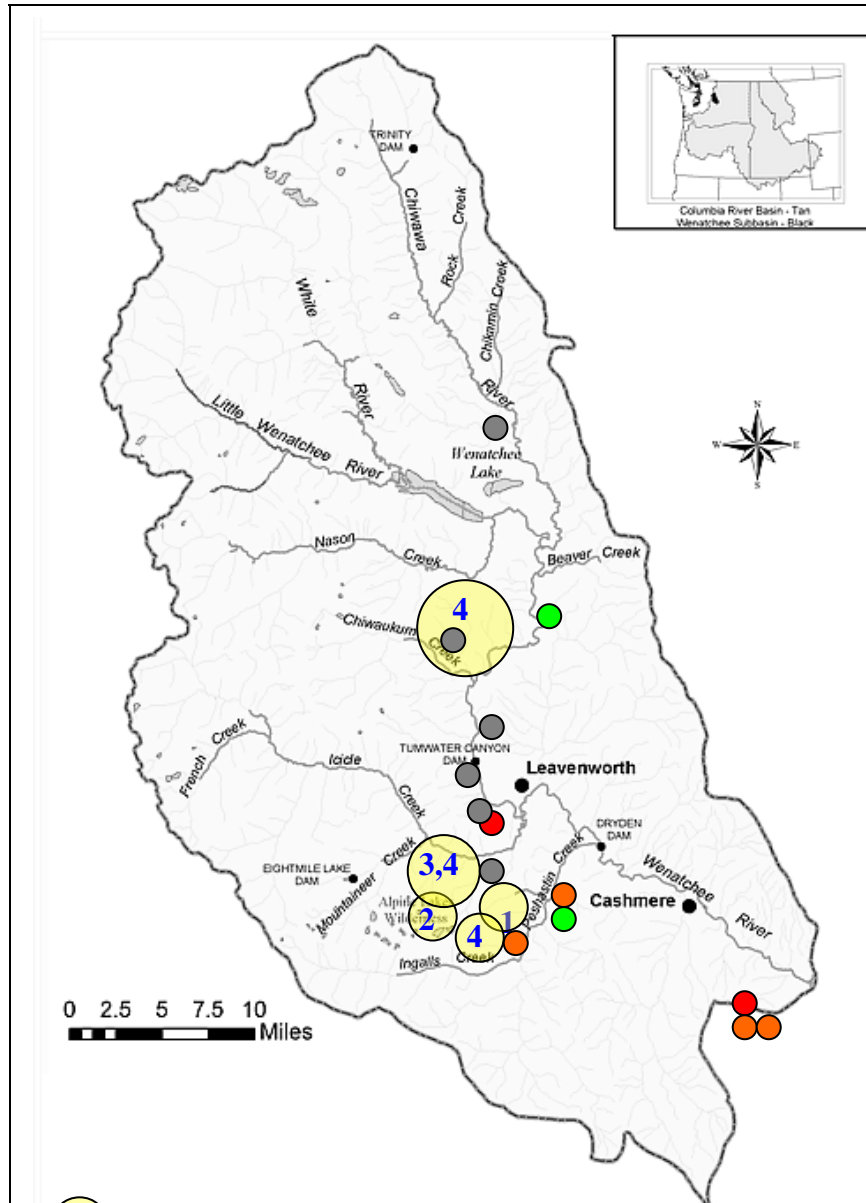 Columbia River Basin - Tan
Wenatchee Subbasin - Black
TRINITY
DAM
Chiwawa
Rock Creek
Chikamin Creek
River
White
River
Little Wenatchee River
Wenatchee
Lake
N
W
E
S
Nason Creek
Beaver Creek
4
Chiwaukum
Creek
French Creek
Icicle
Creek
TUMWATER CANYON
DAM
Leavenworth
DRYDEN
DAM
EIGHTMILE LAKE
DAM
Mountaineer Creek
3,4
Alpine Lakes
Wilderness
2
1
4
Peshastin Creek
Ingalls Creek
Cashmere
Wenatchee
River
0 2.5 5 7.5 10
Miles